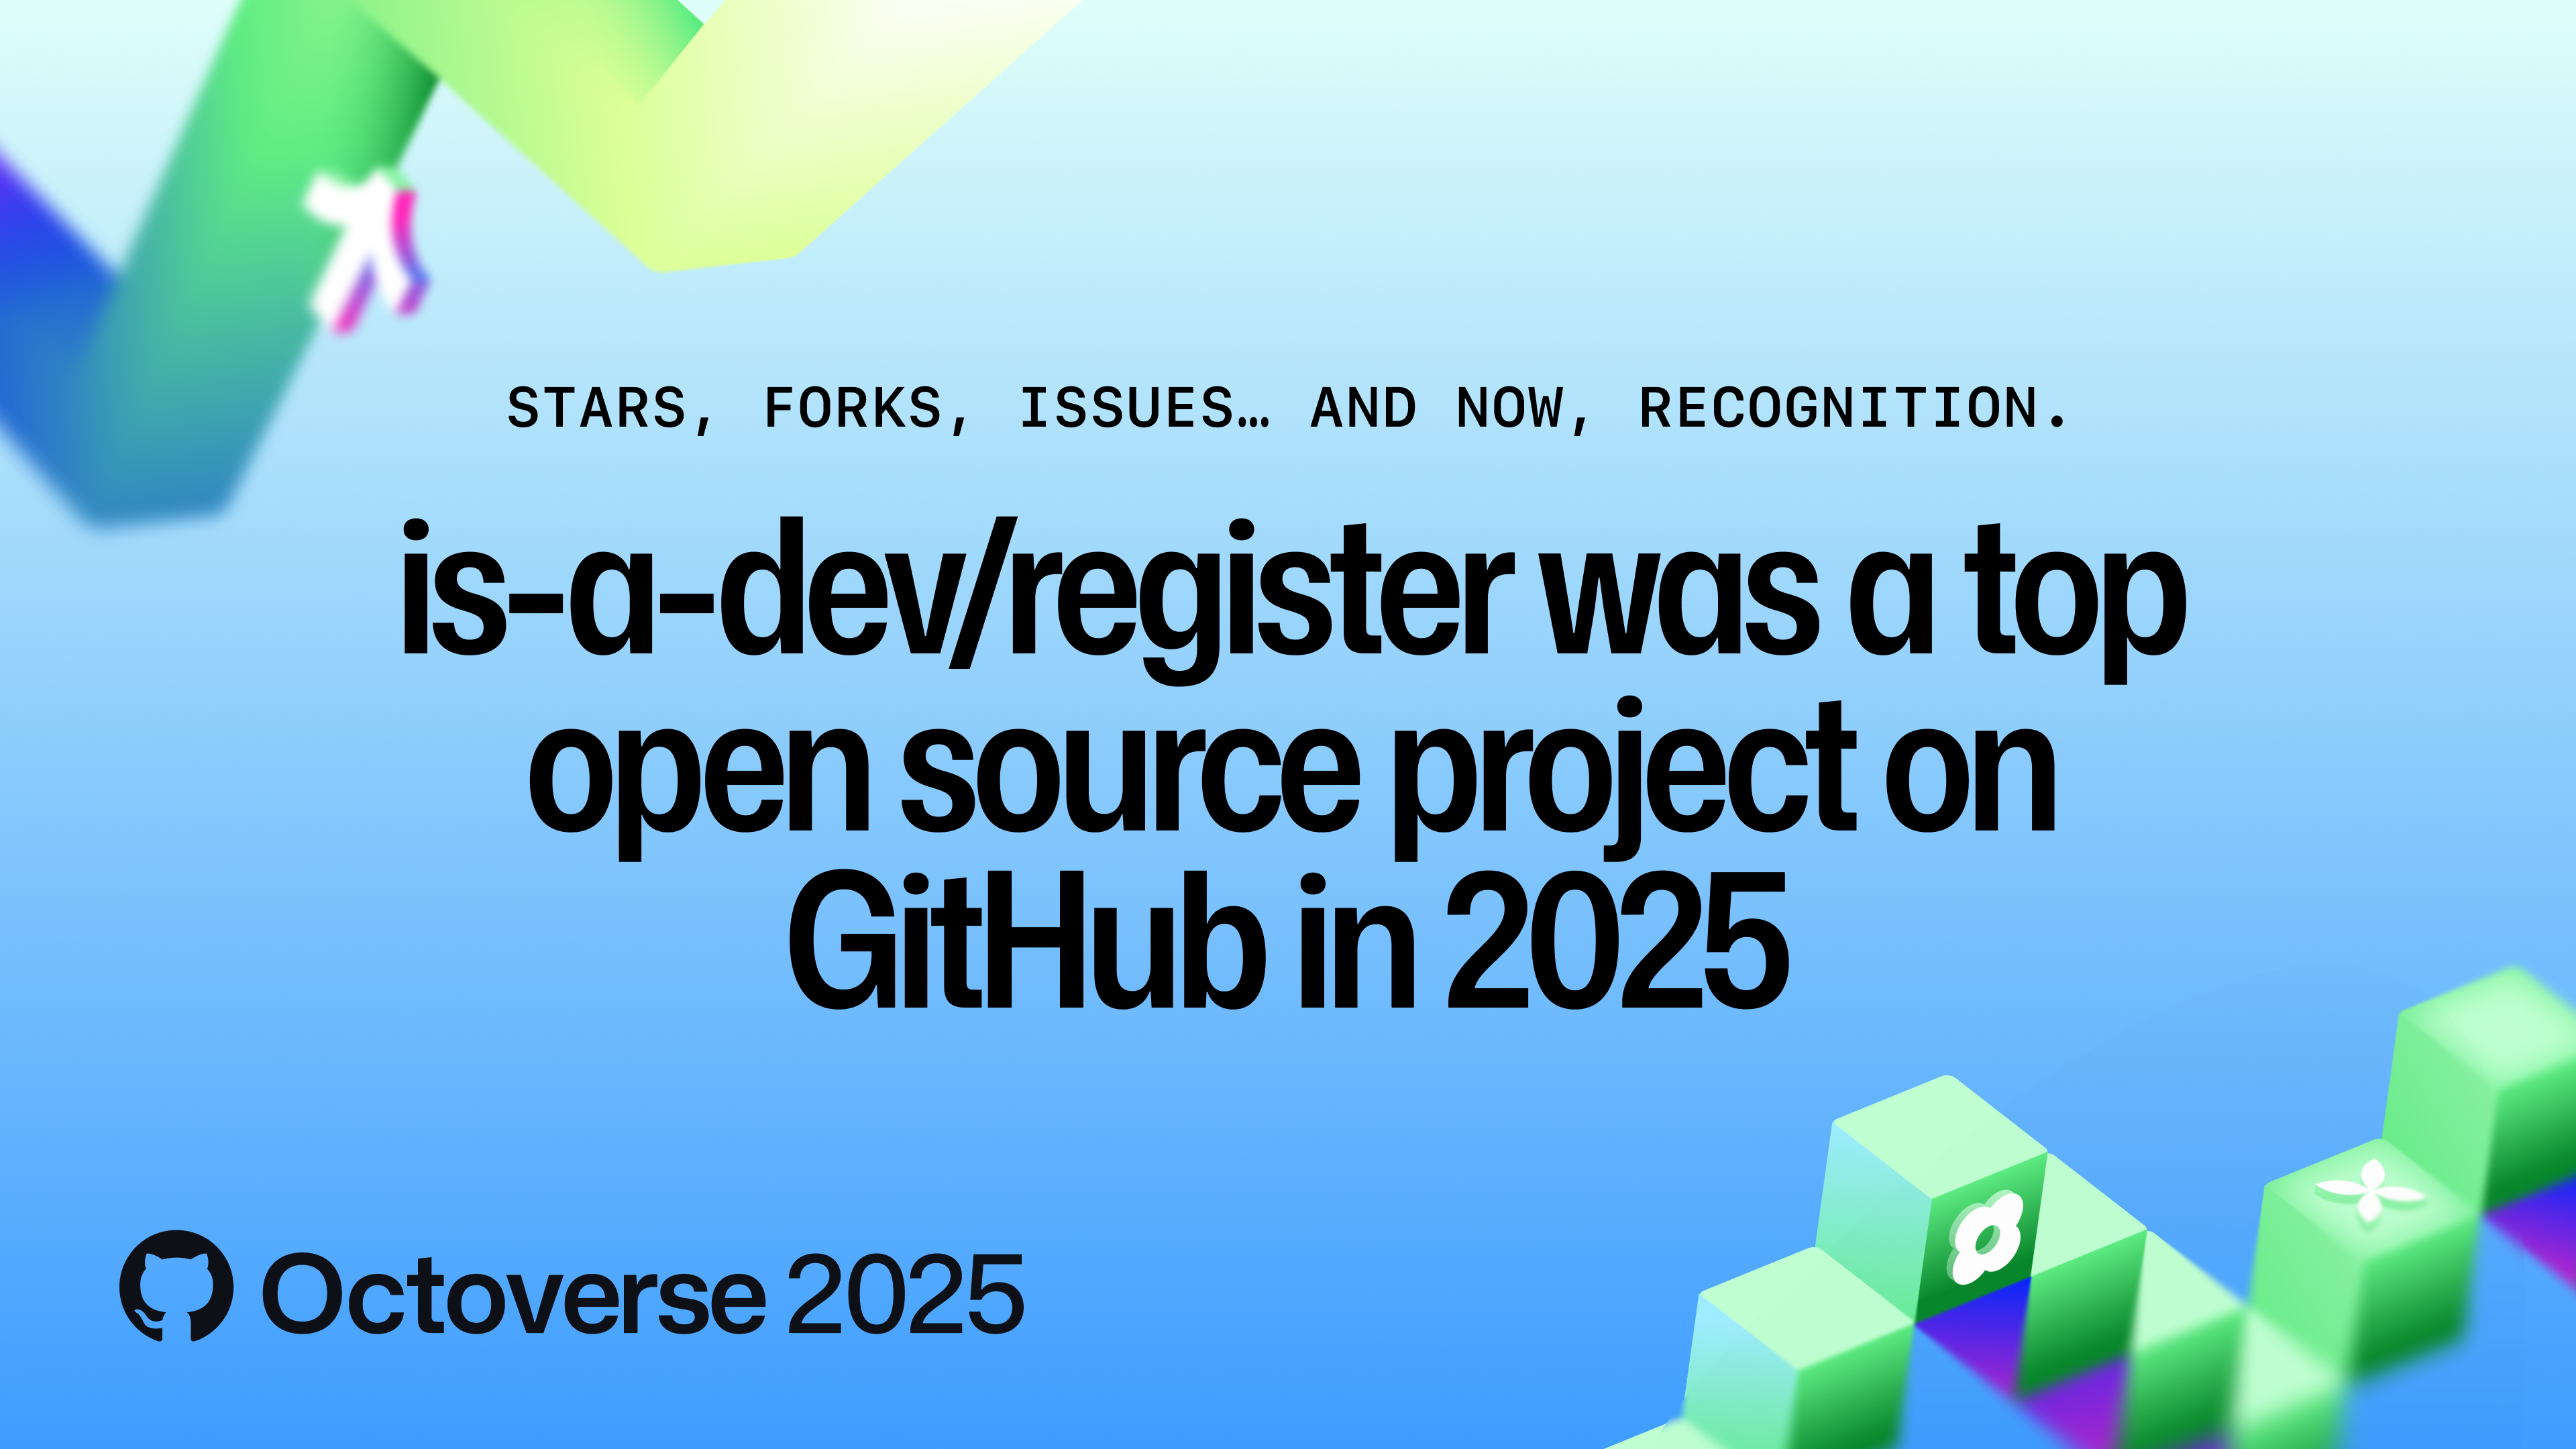 STARS, FORKS, ISSUES… AND NOW, RECOGNITION.
is-a-dev/register was a top
open source project on
GitHub in 2025
Octoverse 2025